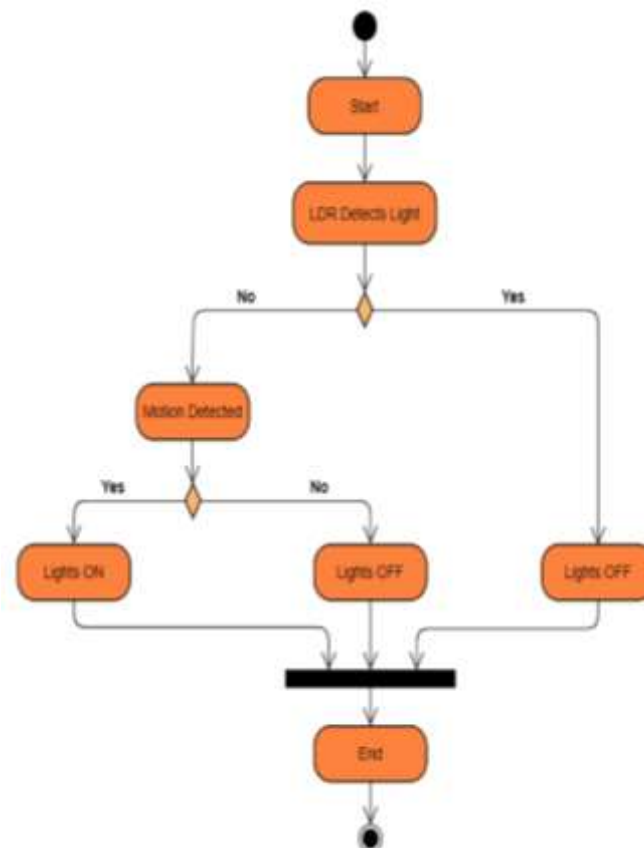 Start
LDR Detects Light
No
Yes
Motion Detected
Yes
No
Lights ON
Lights OFF
Lights OFF
End